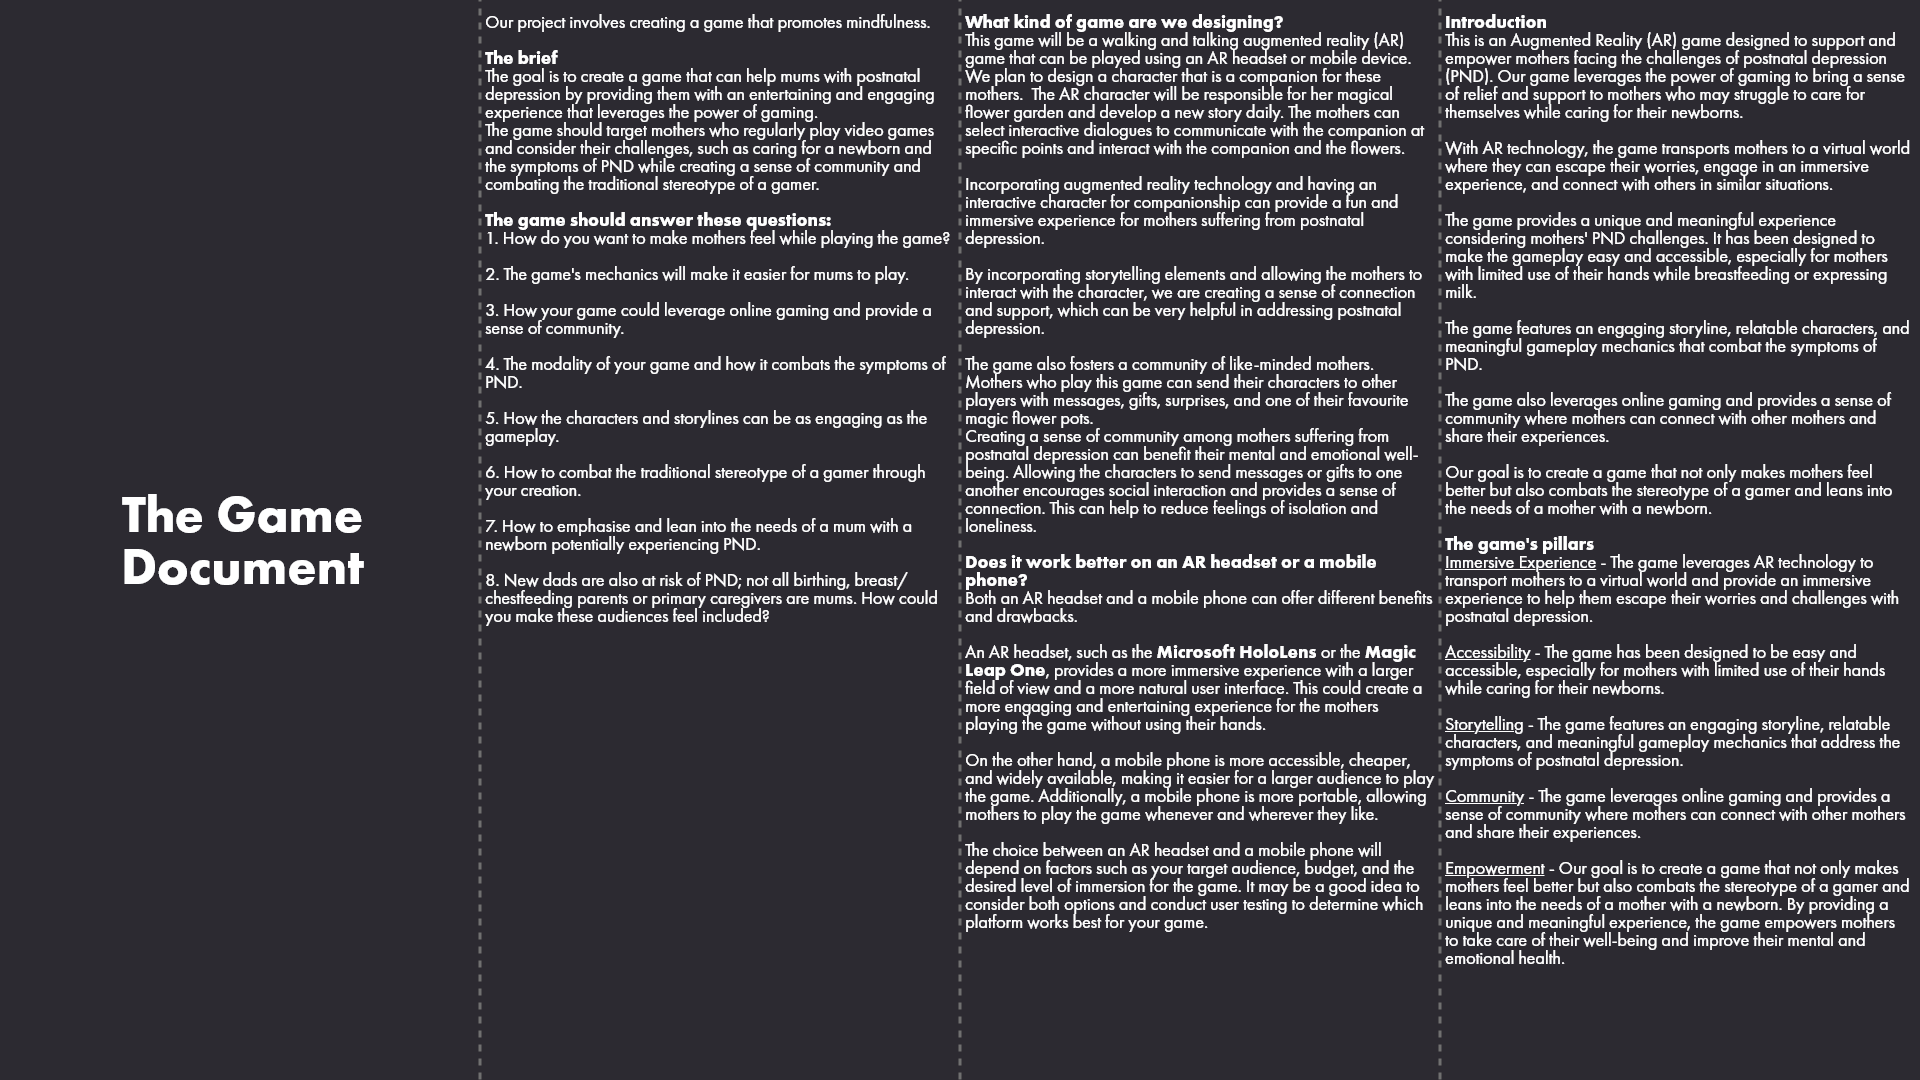 The Game
Document
Our project involves creating a game that promotes mindfulness.
The brief
The goal is to create a game that can help mums with postnatal
depression by providing them with an entertaining and engaging
experience that leverages the power of gaming.
The game should target mothers who regularly play video games
and consider their challenges, such as caring for a newborn and
the symptoms of PND while creating a sense of community and
combating the traditional stereotype of a gamer.
The game should answer these questions:
1. How do you want to make mothers feel while playing the game?
2. The game's mechanics will make it easier for mums to play.
3. How your game could leverage online gaming and provide a
sense of community.
4. The modality of your game and how it combats the symptoms of
PND.
5. How the characters and storylines can be as engaging as the
gameplay.
6. How to combat the traditional stereotype of a gamer through
your creation.
7. How to emphasise and lean into the needs of a mum with a
newborn potentially experiencing PND.
8. New dads are also at risk of PND; not all birthing, breast/
chestfeeding parents or primary caregivers are mums. How could
you make these audiences feel included?
What kind of game are we designing?
This game will be a walking and talking augmented reality (AR)
game that can be played using an AR headset or mobile device.
We plan to design a character that is a companion for these
mothers.  The AR character will be responsible for her magical
flower garden and develop a new story daily. The mothers can
select interactive dialogues to communicate with the companion at
specific points and interact with the companion and the flowers.
Incorporating augmented reality technology and having an
interactive character for companionship can provide a fun and
immersive experience for mothers suffering from postnatal
depression.
By incorporating storytelling elements and allowing the mothers to
interact with the character, we are creating a sense of connection
and support, which can be very helpful in addressing postnatal
depression.
The game also fosters a community of like-minded mothers.
Mothers who play this game can send their characters to other
players with messages, gifts, surprises, and one of their favourite
magic flower pots.
Creating a sense of community among mothers suffering from
postnatal depression can benefit their mental and emotional well-
being. Allowing the characters to send messages or gifts to one
another encourages social interaction and provides a sense of
connection. This can help to reduce feelings of isolation and
loneliness.
Does it work better on an AR headset or a mobile
phone?
Both an AR headset and a mobile phone can offer different benefits
and drawbacks.
An AR headset, such as the Microsoft HoloLens or the Magic
Leap One, provides a more immersive experience with a larger
field of view and a more natural user interface. This could create a
more engaging and entertaining experience for the mothers
playing the game without using their hands.
On the other hand, a mobile phone is more accessible, cheaper,
and widely available, making it easier for a larger audience to play
the game. Additionally, a mobile phone is more portable, allowing
mothers to play the game whenever and wherever they like.
The choice between an AR headset and a mobile phone will
depend on factors such as your target audience, budget, and the
desired level of immersion for the game. It may be a good idea to
consider both options and conduct user testing to determine which
platform works best for your game.
Introduction
This is an Augmented Reality (AR) game designed to support and
empower mothers facing the challenges of postnatal depression
(PND). Our game leverages the power of gaming to bring a sense
of relief and support to mothers who may struggle to care for
themselves while caring for their newborns.
With AR technology, the game transports mothers to a virtual world
where they can escape their worries, engage in an immersive
experience, and connect with others in similar situations.
The game provides a unique and meaningful experience
considering mothers' PND challenges. It has been designed to
make the gameplay easy and accessible, especially for mothers
with limited use of their hands while breastfeeding or expressing
milk.
The game features an engaging storyline, relatable characters, and
meaningful gameplay mechanics that combat the symptoms of
PND.
The game also leverages online gaming and provides a sense of
community where mothers can connect with other mothers and
share their experiences.
Our goal is to create a game that not only makes mothers feel
better but also combats the stereotype of a gamer and leans into
the needs of a mother with a newborn.
The game's pillars
Immersive Experience - The game leverages AR technology to
transport mothers to a virtual world and provide an immersive
experience to help them escape their worries and challenges with
postnatal depression.
Accessibility - The game has been designed to be easy and
accessible, especially for mothers with limited use of their hands
while caring for their newborns.
Storytelling - The game features an engaging storyline, relatable
characters, and meaningful gameplay mechanics that address the
symptoms of postnatal depression.
Community - The game leverages online gaming and provides a
sense of community where mothers can connect with other mothers
and share their experiences.
Empowerment - Our goal is to create a game that not only makes
mothers feel better but also combats the stereotype of a gamer and
leans into the needs of a mother with a newborn. By providing a
unique and meaningful experience, the game empowers mothers
to take care of their well-being and improve their mental and
emotional health.